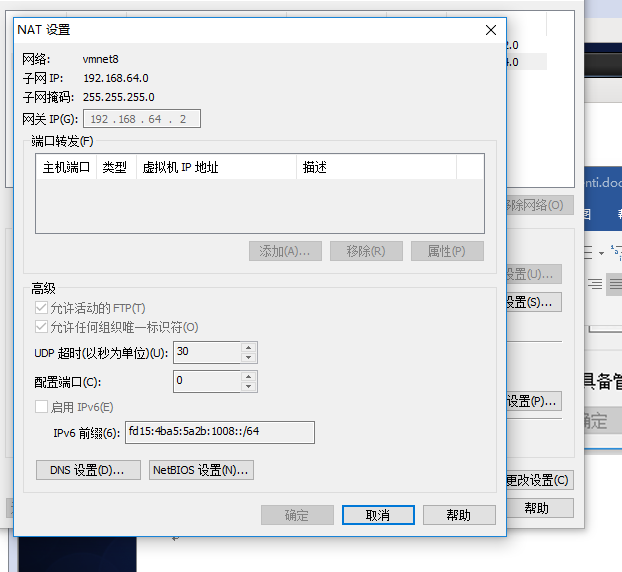 NAT 设置
网络: vmnet8
子网 IP: 192.168.64.0
子网掩码: 255.255.255.0
网关 IP(G): 192 . 168 . 64 . 2
端口转发(F)
主机端口 类型 虚拟机 IP 地址 描述
添加(A)... 移除(R) 属性(P)
高级
允许活动的 FTP(T)
允许任何组织唯一标识符(O)
UDP 超时(以秒为单位)(U): 30
配置端口(C): 0
启用 IPv6(E)
IPv6 前缀(6): fd15:4ba5:5a2b:1008::/64
DNS 设置(D)... NetBIOS 设置(N)...
确定 取消 帮助
2.0
4.0
移除网络(O)
设置(U)...
设置(S)...
设置(P)...
更改设置(C)
帮助
enti.doc
图
具备管
确定